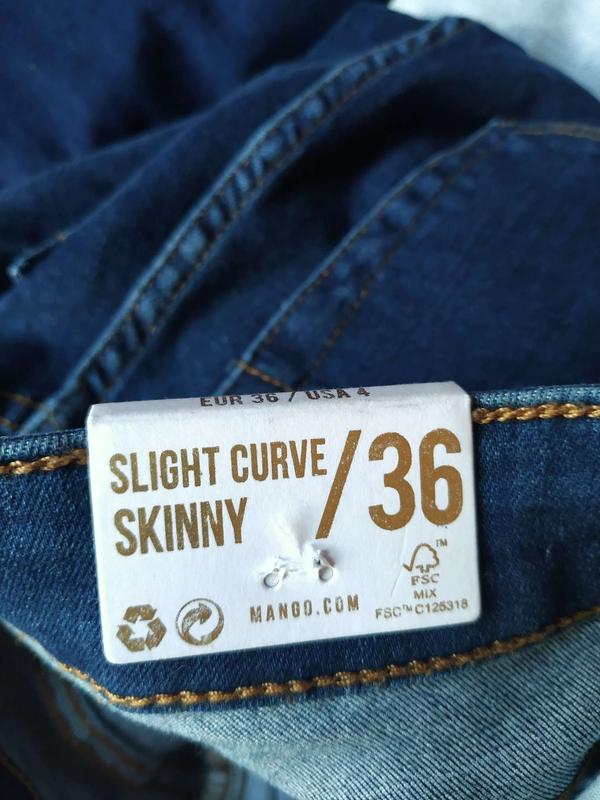 EUR 36 / USA 4
SLIGHT CURVE
SKINNY
/36
MANGO.COM
FSC
MIX
FSC™ C125318